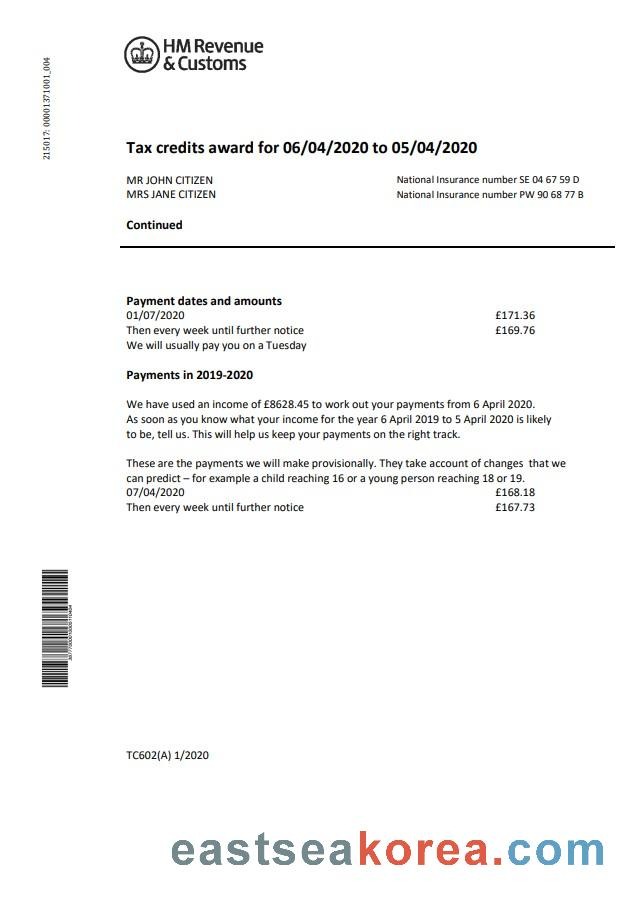 HM Revenue
& Customs
215017: 00001371001_004
Tax credits award for 06/04/2020 to 05/04/2020
MR JOHN CITIZEN National Insurance number SE 04 67 59 D
MRS JANE CITIZEN National Insurance number PW 90 68 77 B
Continued
Payment dates and amounts
01/07/2020 £171.36
Then every week until further notice £169.76
We will usually pay you on a Tuesday
Payments in 2019-2020
We have used an income of £8628.45 to work out your payments from 6 April 2020.
As soon as you know what your income for the year 6 April 2019 to 5 April 2020 is likely
to be, tell us. This will help us keep your payments on the right track.
These are the payments we will make provisionally. They take account of changes that we
can predict – for example a child reaching 16 or a young person reaching 18 or 19.
07/04/2020 £168.18
Then every week until further notice £167.73
TC602(A) 1/2020
eastseakorea.com